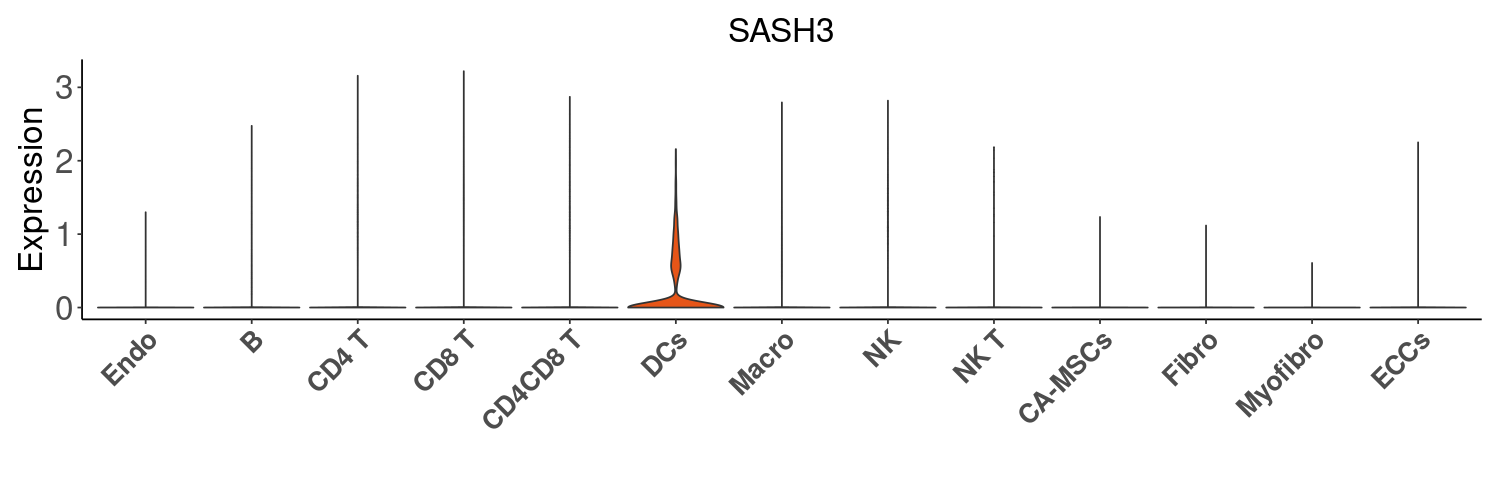 SASH3
Expression
3
2
1
0
Endo
B
CD4 T
CD8 T
CD4CD8 T
DCs
Macro
NK
NK T
CA-MSCs
Fibro
Myofibro
ECCs